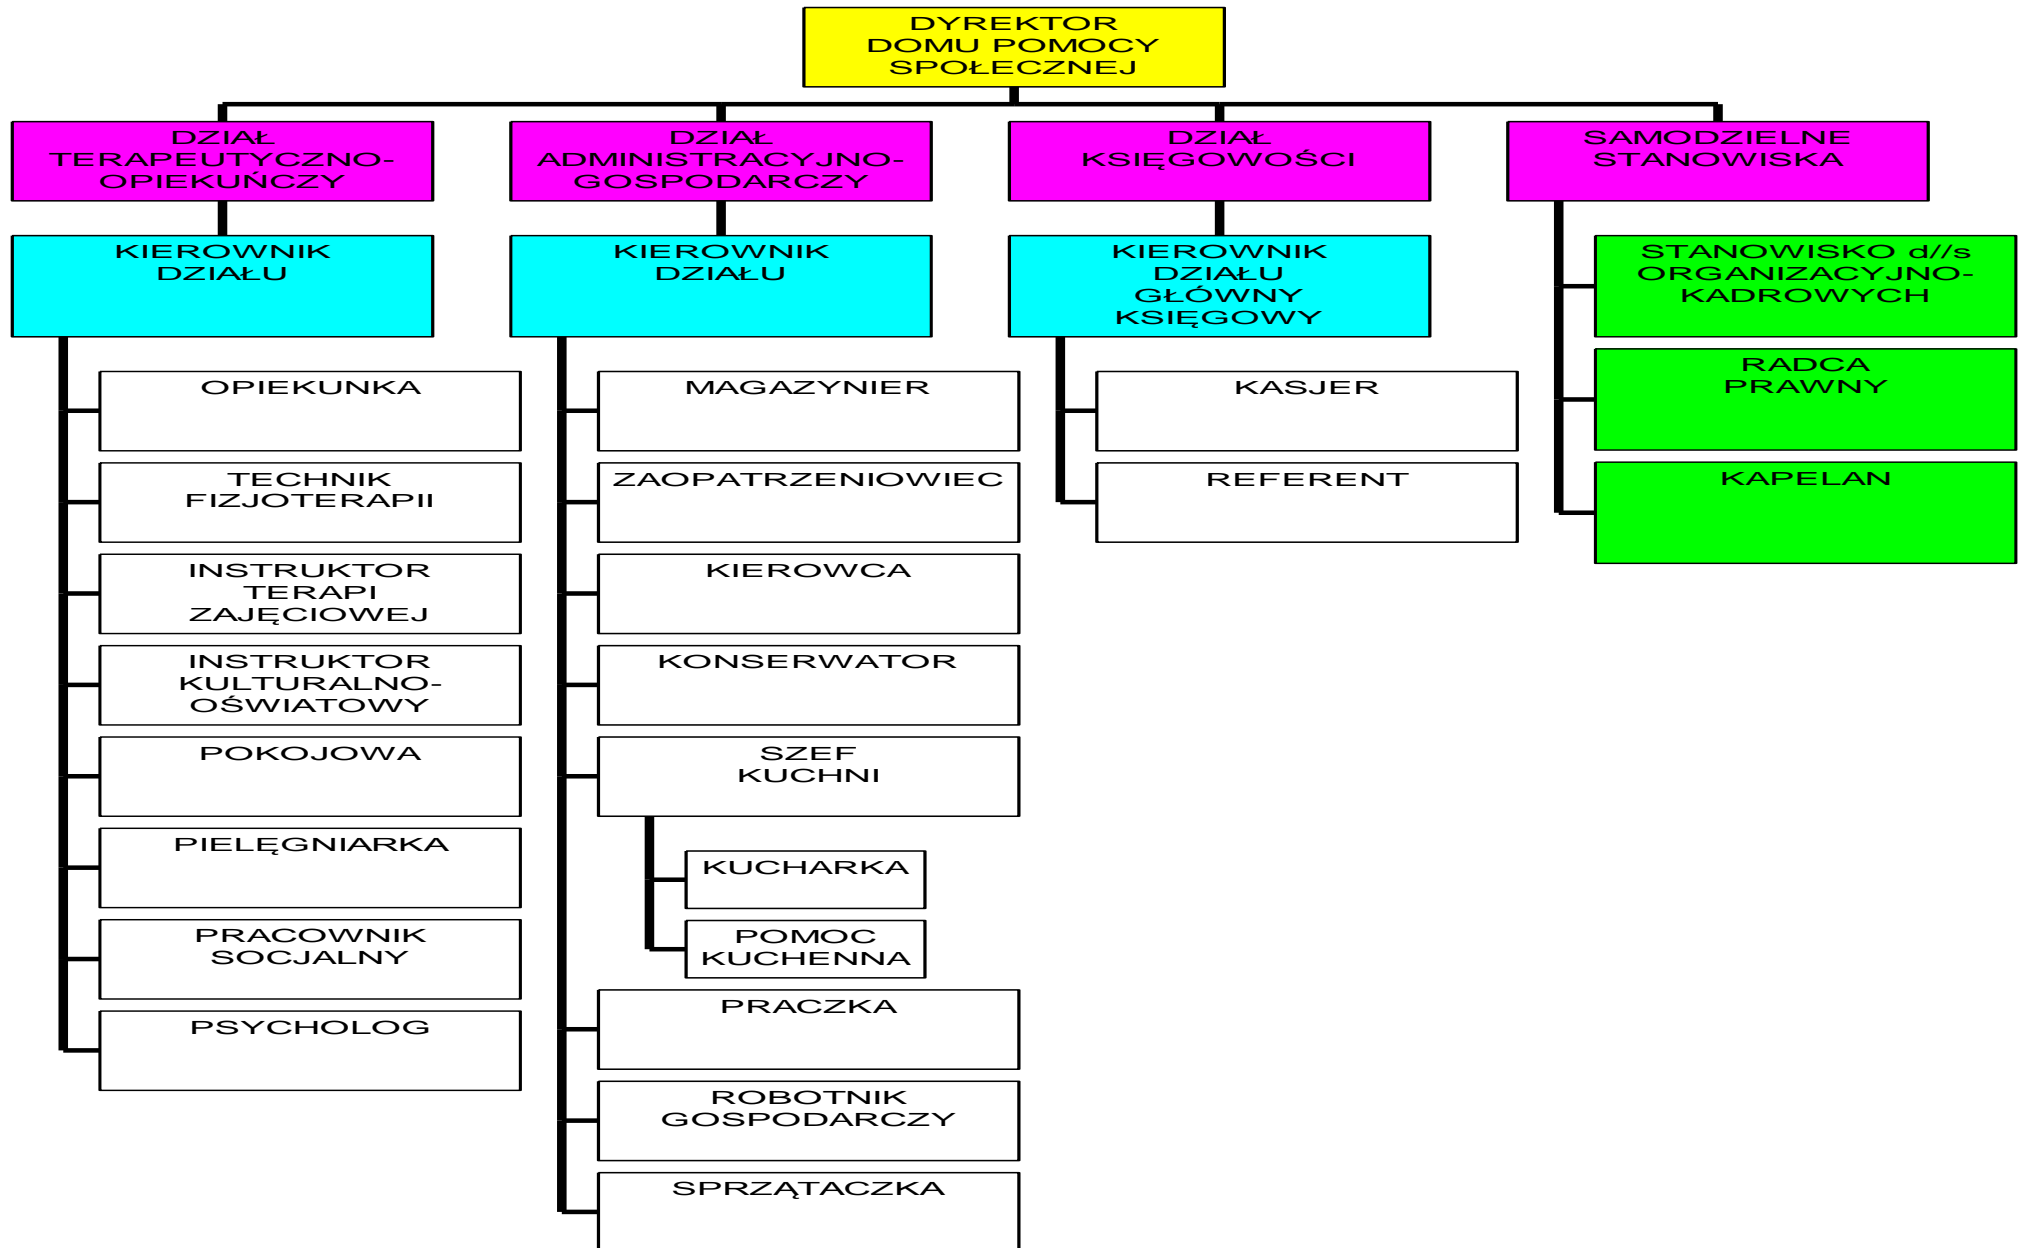 DYREKTOR
DOMU POMOCY
SPOŁECZNEJ
DZIAŁ
TERAPEUTYCZNO-
OPIEKUŃCZY
KIEROWNIK
DZIAŁU
OPIEKUNKA
TECHNIK
FIZJOTERAPII
INSTRUKTOR
TERAPI
ZAJĘCIOWEJ
INSTRUKTOR
KULTURALNO-
OŚWIATOWY
POKOJOWA
PIELĘGNIARKA
PRACOWNIK
SOCJALNY
PSYCHOLOG
DZIAŁ
ADMINISTRACYJNO-
GOSPODARCZY
KIEROWNIK
DZIAŁU
MAGAZYNIER
ZAOPATRZENIOWIEC
KIEROWCA
KONSERWATOR
SZEF
KUCHNI
KUCHARKA
POMOC
KUCHENNA
PRACZKA
ROBOTNIK
GOSPODARCZY
SPRZĄTACZKA
DZIAŁ
KSIĘGOWOŚCI
KIEROWNIK
DZIAŁU
GŁÓWNY
KSIĘGOWY
KASJER
REFERENT
SAMODZIELNE
STANOWISKA
STANOWISKO d//s
ORGANIZACYJNO-
KADROWYCH
RADCA
PRAWNY
KAPELAN